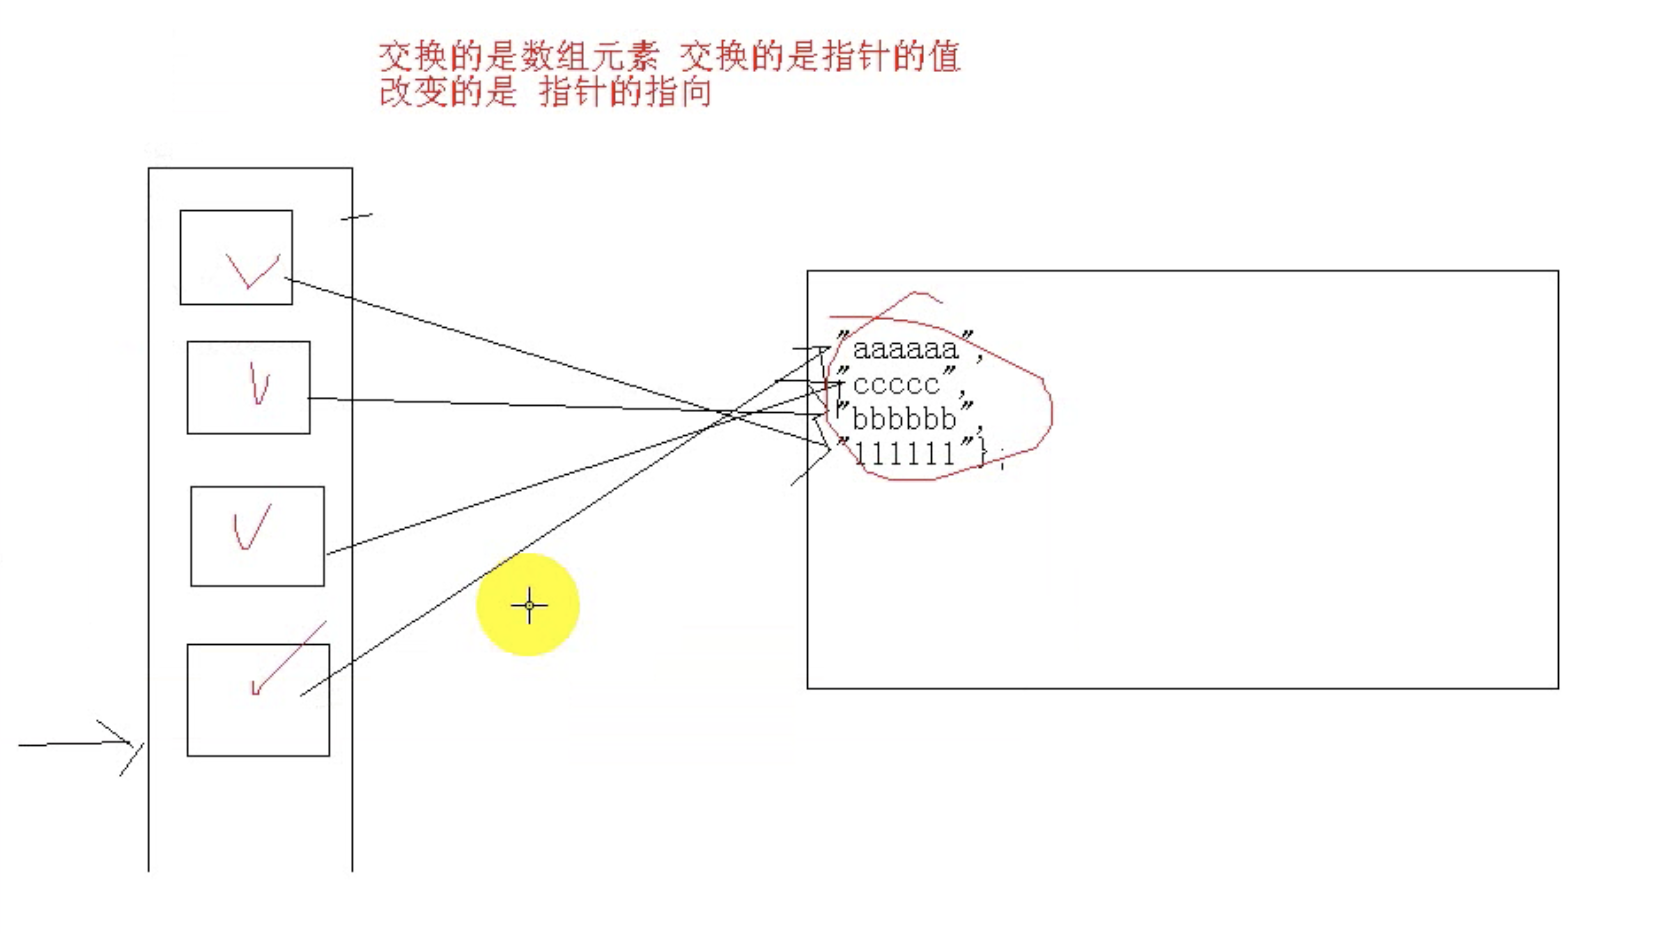 交换的是数组元素 交换的是指针的值
改变的是 指针的指向
"aaaaaa",
"ccccc",
"bbbbbb",
"111111"};